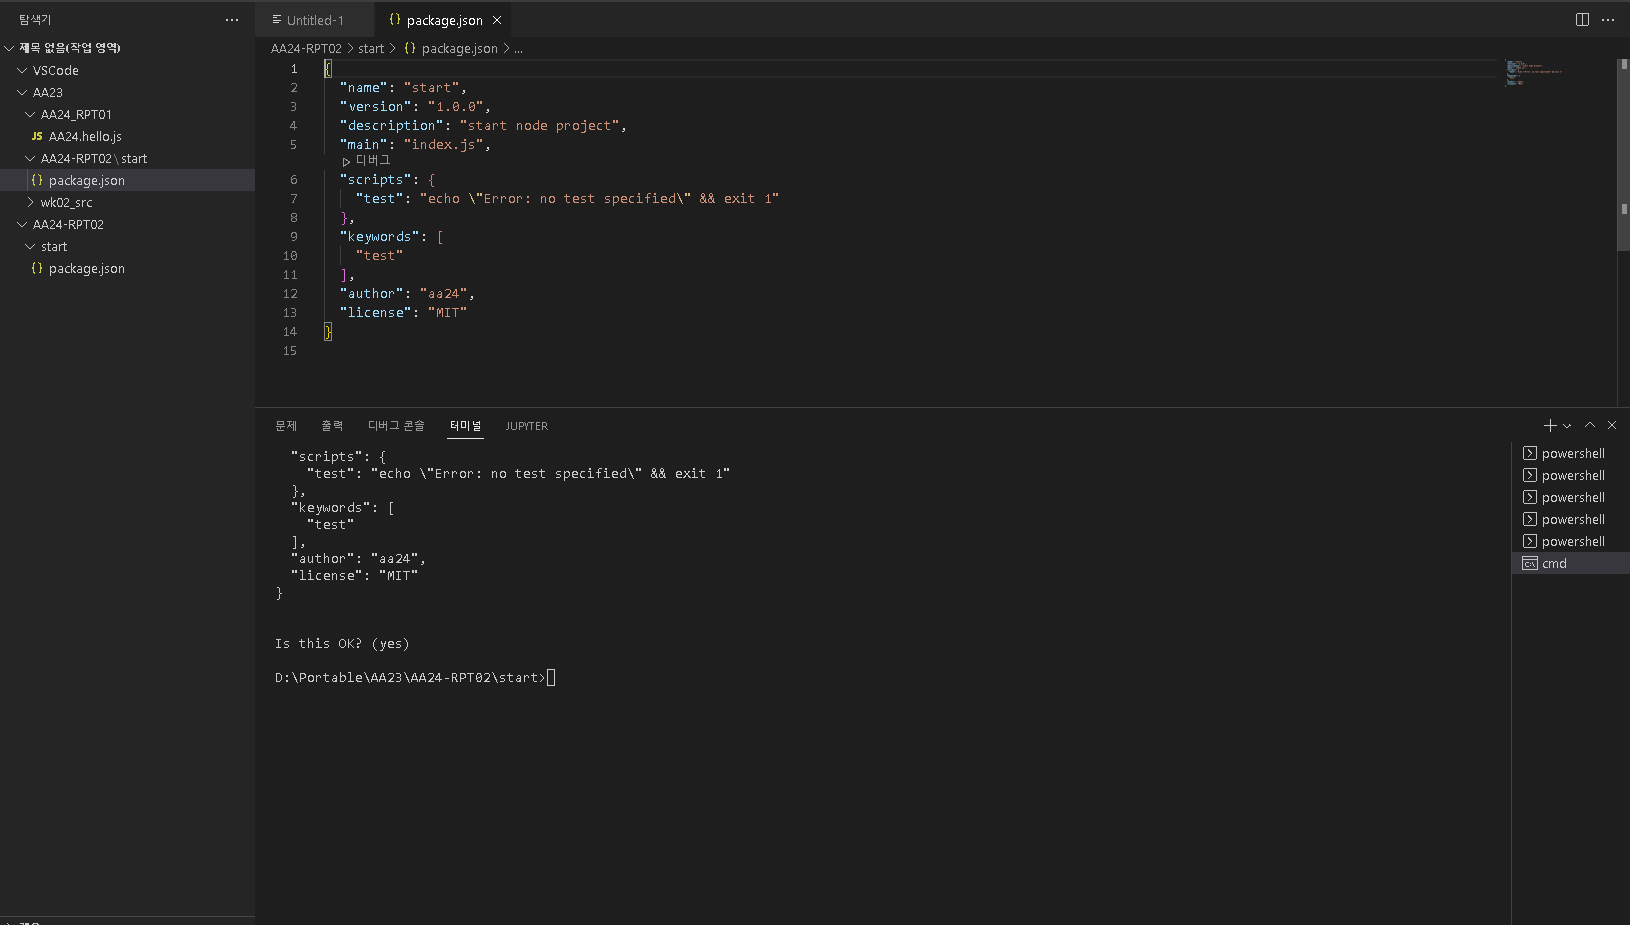 탐색기
···
제목 없음(작업 영역)
VSCode
AA23
AA24_RPT01
JS AA24.hello.js
AA24-RPT02\start
{} package.json
wk02_src
AA24-RPT02
start
{} package.json
Untitled-1
{} package.json
AA24-RPT02 > start > {} package.json > ...
1 {
2 "name": "start",
3 "version": "1.0.0",
4 "description": "start node project",
5 "main": "index.js",
디버그
6 "scripts": {
7 "test": "echo \"Error: no test specified\" && exit 1"
8 },
9 "keywords": [
10 "test"
11 ],
12 "author": "aa24",
13 "license": "MIT"
14 }
15
문제 출력 디버그 콘솔 터미널 JUPYTER
"scripts": {
"test": "echo \"Error: no test specified\" && exit 1"
},
"keywords": [
"test"
],
"author": "aa24",
"license": "MIT"
}
Is this OK? (yes)
D:\Portable\AA23\AA24-RPT02\start>
powershell
powershell
powershell
powershell
powershell
cmd